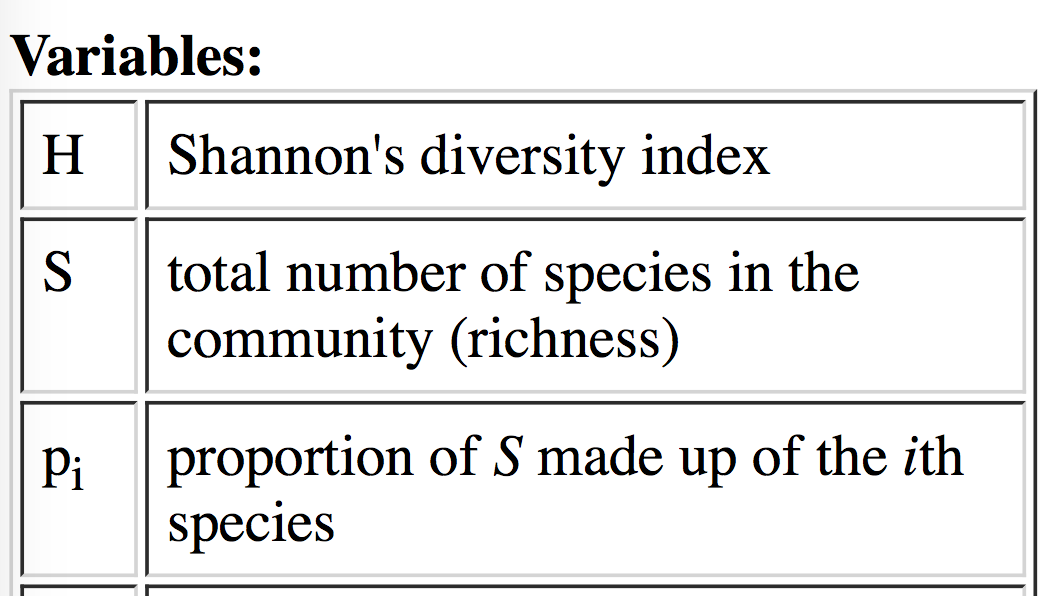 Variables:
H Shannon's diversity index
S total number of species in the
community (richness)
pi proportion of S made up of the ith
species